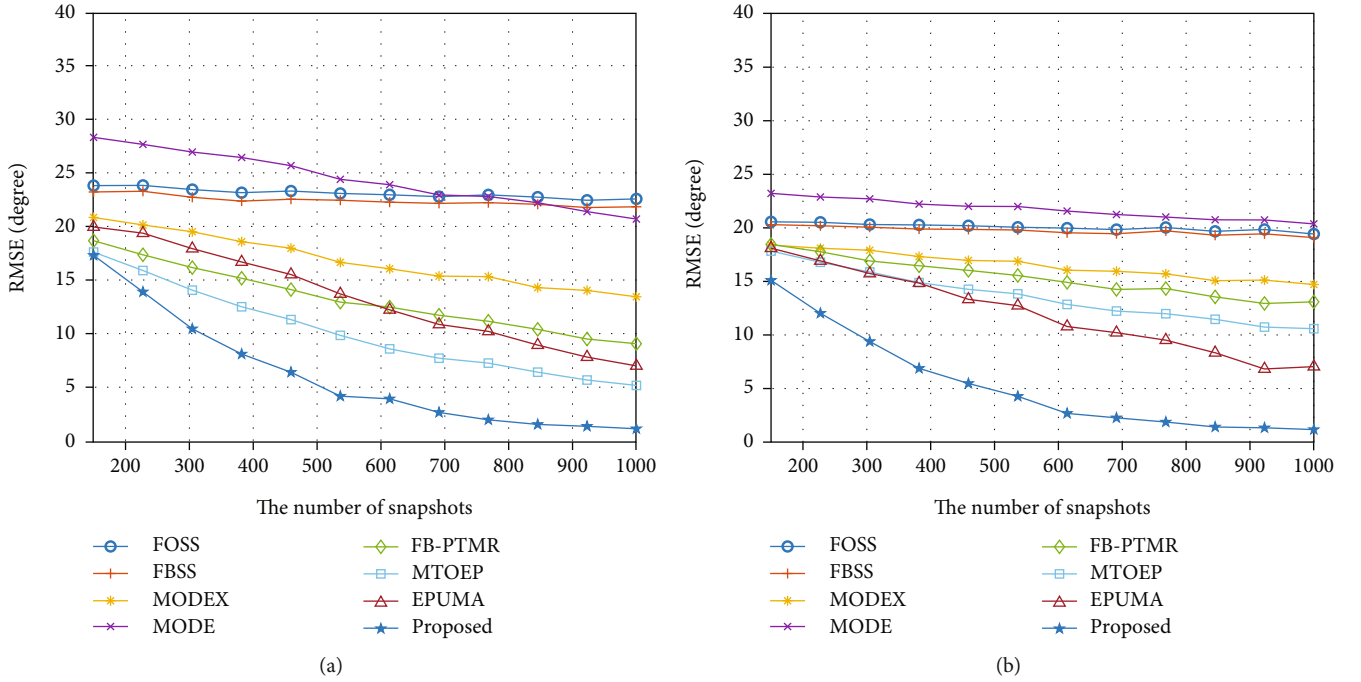 40
35
30
25
20
15
10
5
0
RMSE (degree)
200 300 400 500 600 700 800 900 1000
The number of snapshots
FOSS
FBSS
MODEX
MODE
FB-PTMR
MTOEP
EPUMA
Proposed
(a)
40
35
30
25
20
15
10
5
0
RMSE (degree)
200 300 400 500 600 700 800 900 1000
The number of snapshots
FOSS
FBSS
MODEX
MODE
FB-PTMR
MTOEP
EPUMA
Proposed
(b)